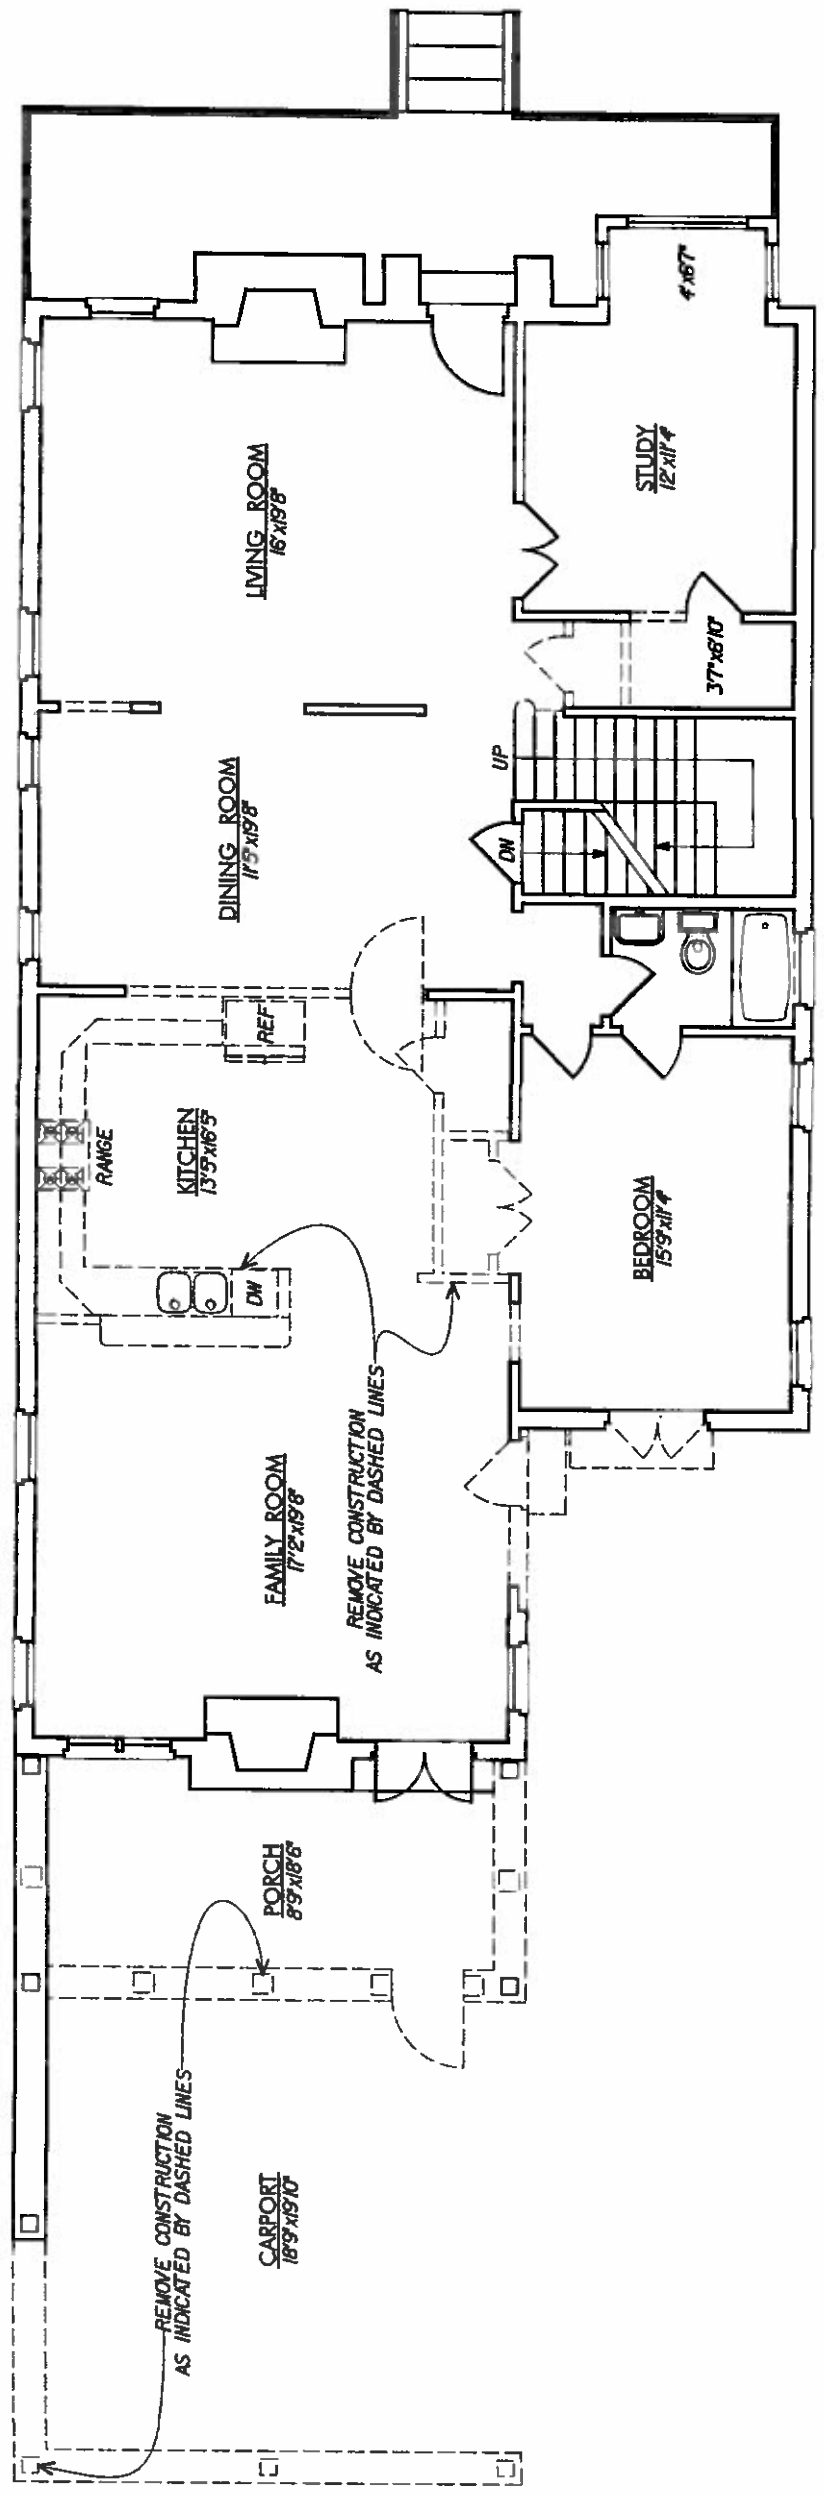 4'x6'7"
STUDY
12'x11'4"
LIVING ROOM
16'x19'8"
3'7"x6'10"
UP
DN
DINING ROOM
11'5"x19'8"
REF
RANGE
KITCHEN
13'5"x16'5"
DW
BEDROOM
15'9"x11'4"
REMOVE CONSTRUCTION
AS INDICATED BY DASHED LINES
FAMILY ROOM
17'2"x19'8"
PORCH
8'9"x18'6"
REMOVE CONSTRUCTION
AS INDICATED BY DASHED LINES
CARPORT
18'9"x19'10"